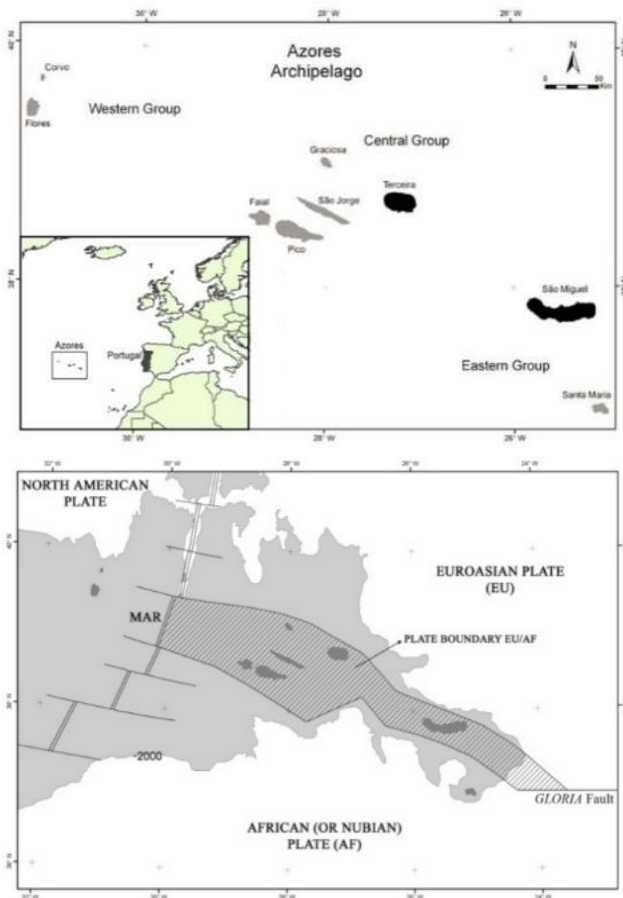 Azores
Archipelago
N
0
50
Km
Corvo
Western Group
Flores
Central Group
Graciosa
Terceira
São Jorge
Faial
Pico
São Miguel
Azores
Portugal
Eastern Group
Santa Maria
28° W
26° W
NORTH AMERICAN
PLATE
EUROASIAN PLATE
(EU)
MAR
PLATE BOUNDARY EU/AF
-2000
GLORIA Fault
AFRICAN (OR NUBIAN)
PLATE (AF)